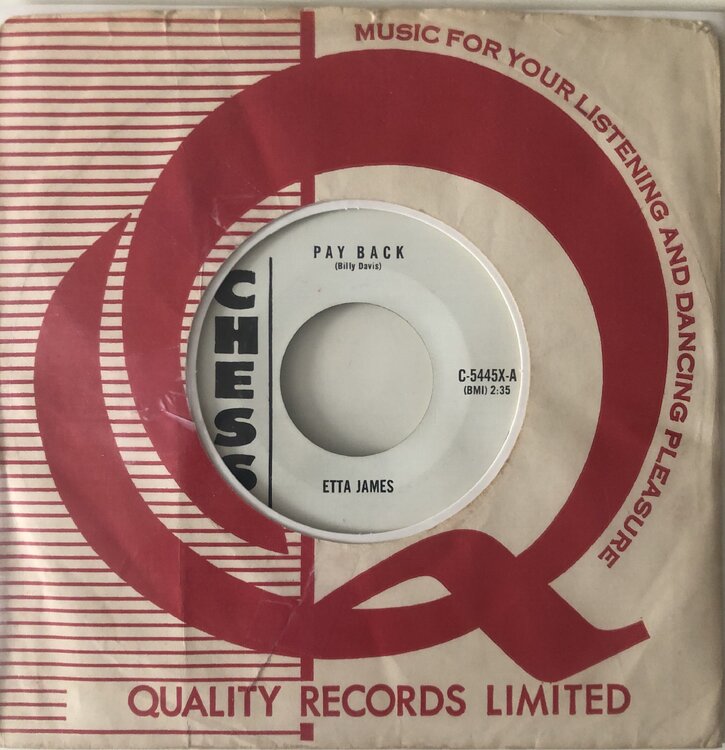 MUSIC FOR YOUR LISTENING AND DANCING PLEASURE
PAY BACK
(Billy Davis)
CHESS
C-5445X-A
(BMI) 2:35
ETTA JAMES
QUALITY RECORDS LIMITED